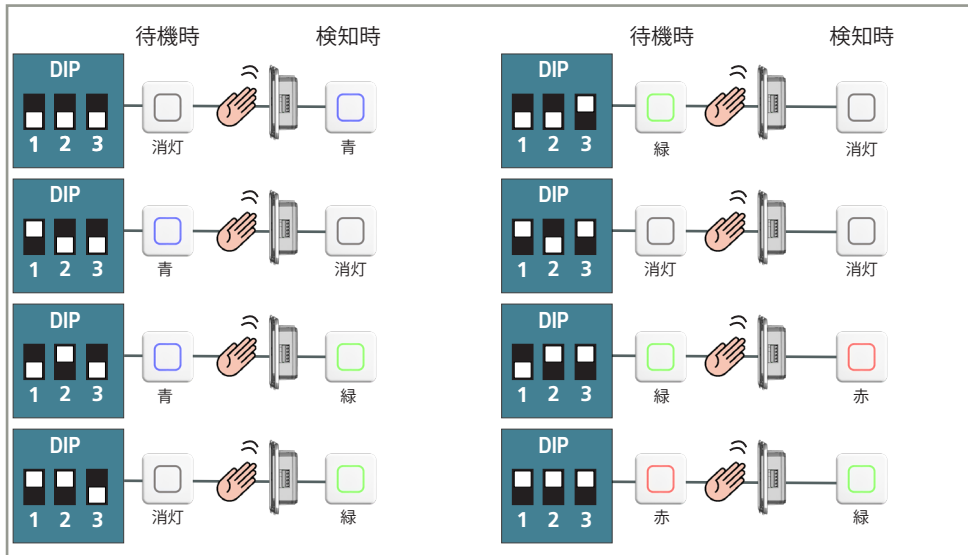 待機時 検知時
DIP
1 2 3
消灯 青
DIP
1 2 3
青 消灯
DIP
1 2 3
青 緑
DIP
1 2 3
消灯 緑
待機時 検知時
DIP
1 2 3
緑 消灯
DIP
1 2 3
消灯 消灯
DIP
1 2 3
緑 赤
DIP
1 2 3
赤 緑